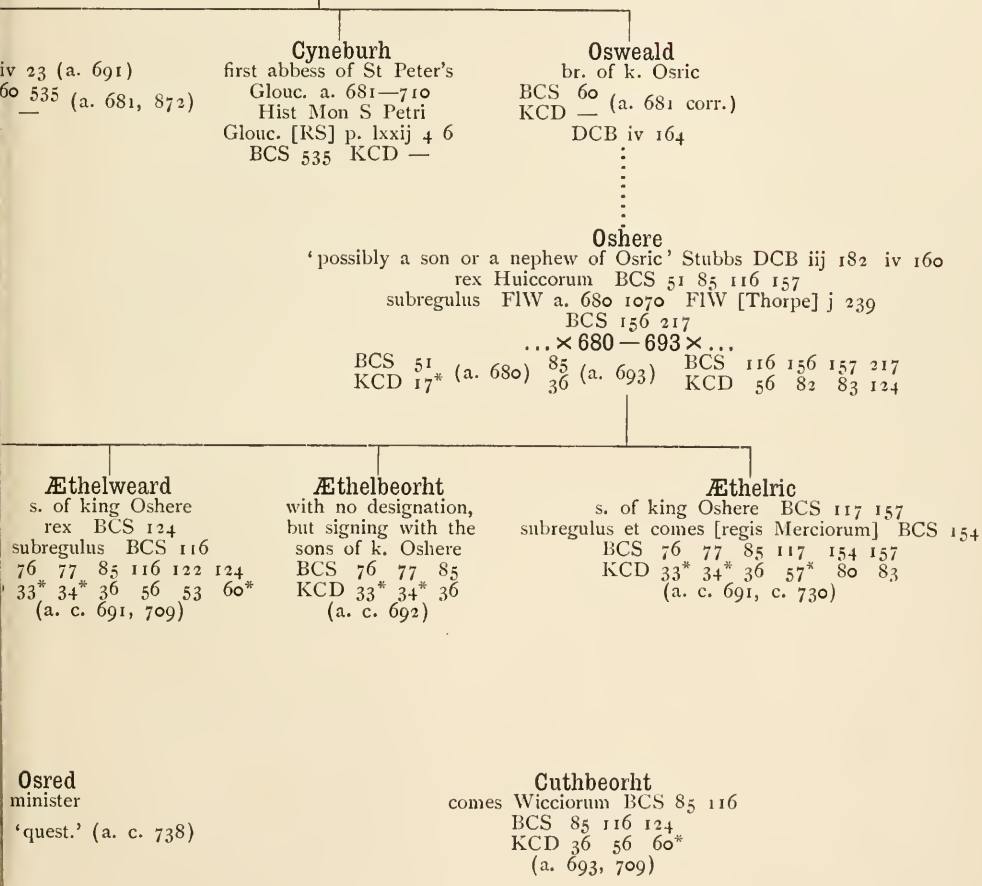 iv 23 (a. 691)
60 535 (a. 681, 872)
—
Cyneburh
first abbess of St Peter's
Glouc. a. 681—710
Hist Mon S Petri
Glouc. [RS] p. lxxij 4 6
BCS 535 KCD —
Osweald
br. of k. Osric
BCS 60 (a. 681 corr.)
KCD —
DCB iv 164
Oshere
'possibly a son or a nephew of Osric' Stubbs DCB iij 182 iv 160
rex Huiccorum BCS 51 85 116 157
subregulus FlW a. 680 1070 FlW [Thorpe] j 239
BCS 156 217
... × 680 — 693 × ...
BCS 51 (a. 680) 85 (a. 693) BCS 116 156 157 217
KCD 17* 36 KCD 56 82 83 124
Æthelweard
s. of king Oshere
rex BCS 124
subregulus BCS 116
76 77 85 116 122 124
33* 34* 36 56 53 60*
(a. c. 691, 709)
Æthelbeorht
with no designation,
but signing with the
sons of k. Oshere
BCS 76 77 85
KCD 33* 34* 36
(a. c. 692)
Æthelric
s. of king Oshere BCS 117 157
subregulus et comes [regis Merciorum] BCS 154
BCS 76 77 85 117 154 157
KCD 33* 34* 36 57* 80 83
(a. c. 691, c. 730)
Osred
minister
'quest.' (a. c. 738)
Cuthbeorht
comes Wicciorum BCS 85 116
BCS 85 116 124
KCD 36 56 60*
(a. 693, 709)